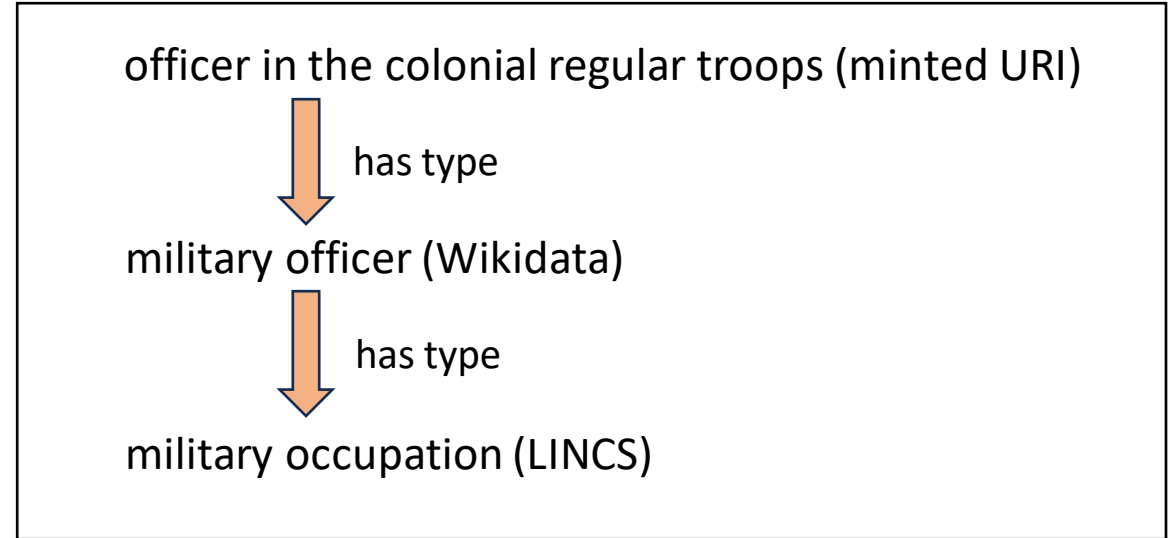 officer in the colonial regular troops (minted URI)
has type
military officer (Wikidata)
has type
military occupation (LINCS)